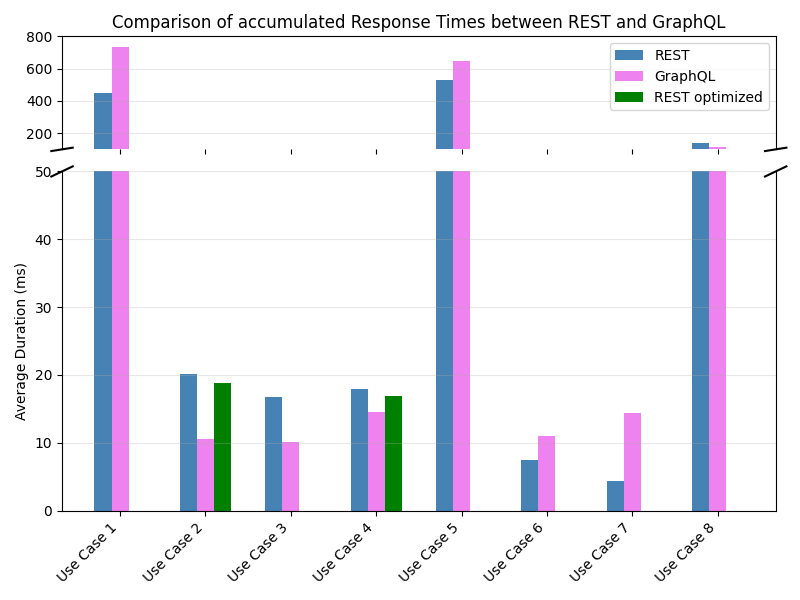 Comparison of accumulated Response Times between REST and GraphQL
800
600
400
200
REST
GraphQL
REST optimized
50
40
30
20
10
0
Average Duration (ms)
Use Case 1
Use Case 2
Use Case 3
Use Case 4
Use Case 5
Use Case 6
Use Case 7
Use Case 8